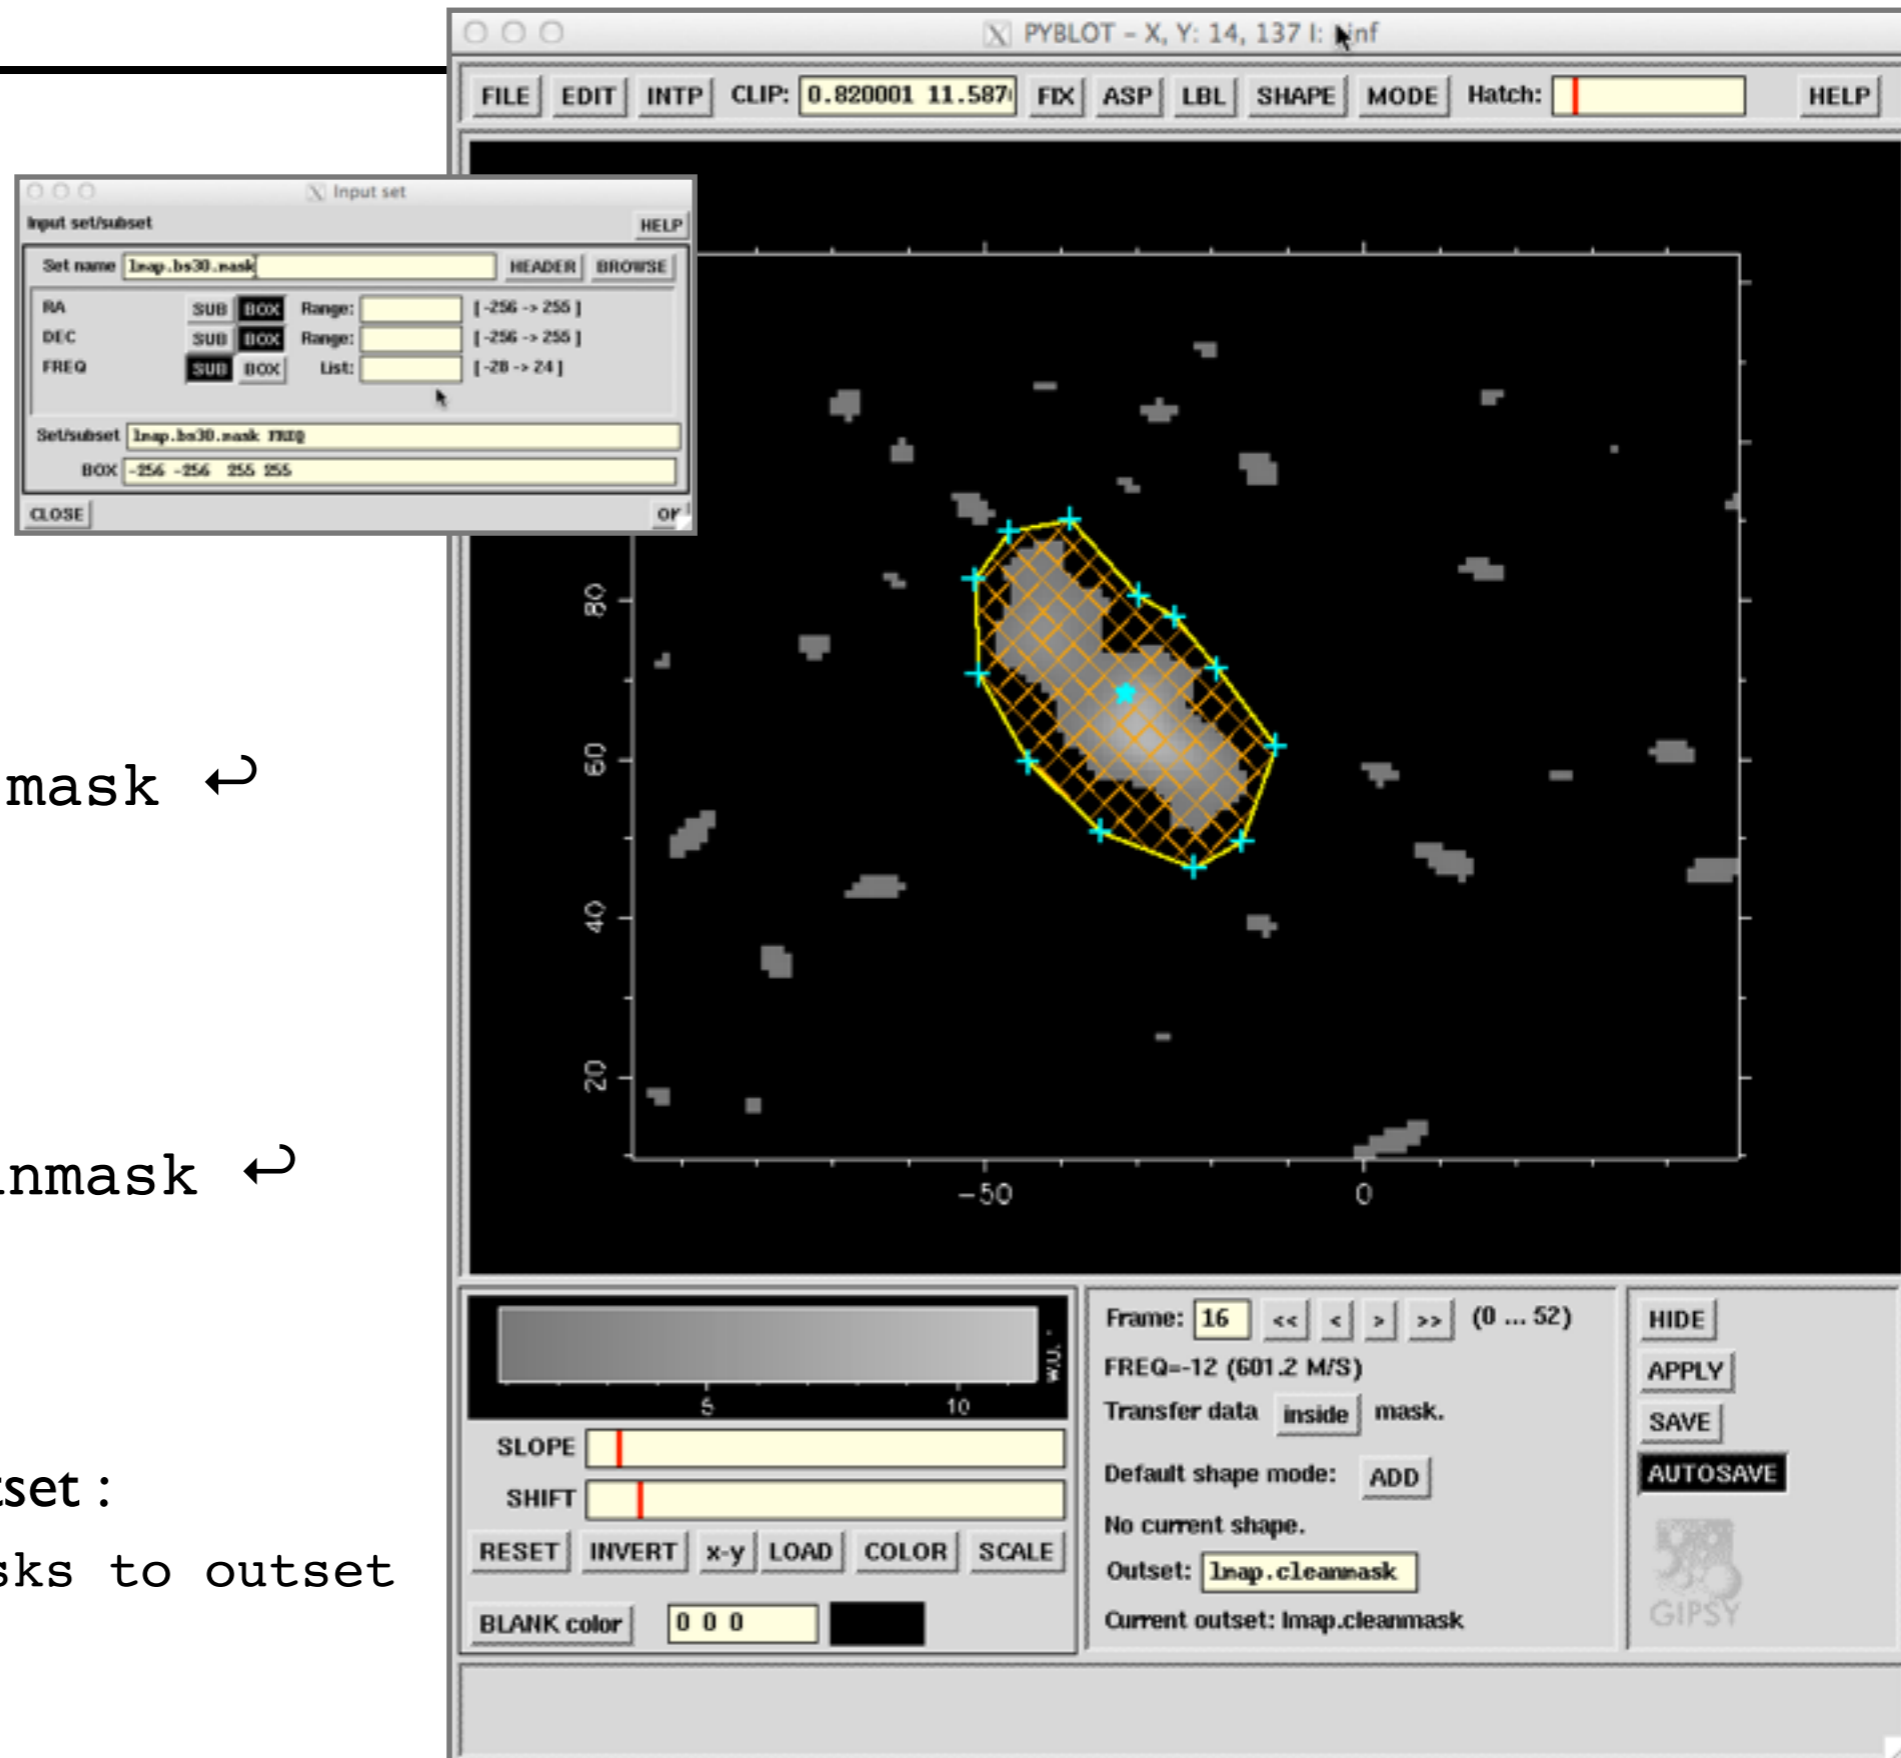 PYBLOT – X, Y: 14, 137 I: inf
FILE EDIT INTP CLIP: 0.820001 11.587 FIX ASP LBL SHAPE MODE Hatch: HELP
Input set
Input set/subset HELP
Set name lmap.bs30.mask HEADER BROWSE
RA SUB BOX Range: [ -256 -> 255 ]
DEC SUB BOX Range: [ -256 -> 255 ]
FREQ SUB BOX List: [ -28 -> 24 ]
Set/subset lmap.bs30.mask FREQ
BOX -256 -256 255 255
CLOSE OK
80
60
40
20
-50 0
mask ↩
nmask ↩
tset :
sks to outset
5 10
W.U.
SLOPE
SHIFT
RESET INVERT x-y LOAD COLOR SCALE
BLANK color 0 0 0
Frame: 16 << < > >> (0 ... 52)
FREQ=-12 (601.2 M/S)
Transfer data inside mask.
Default shape mode: ADD
No current shape.
Outset: lmap.cleanmask
Current outset: lmap.cleanmask
HIDE
APPLY
SAVE
AUTOSAVE
GIPSY